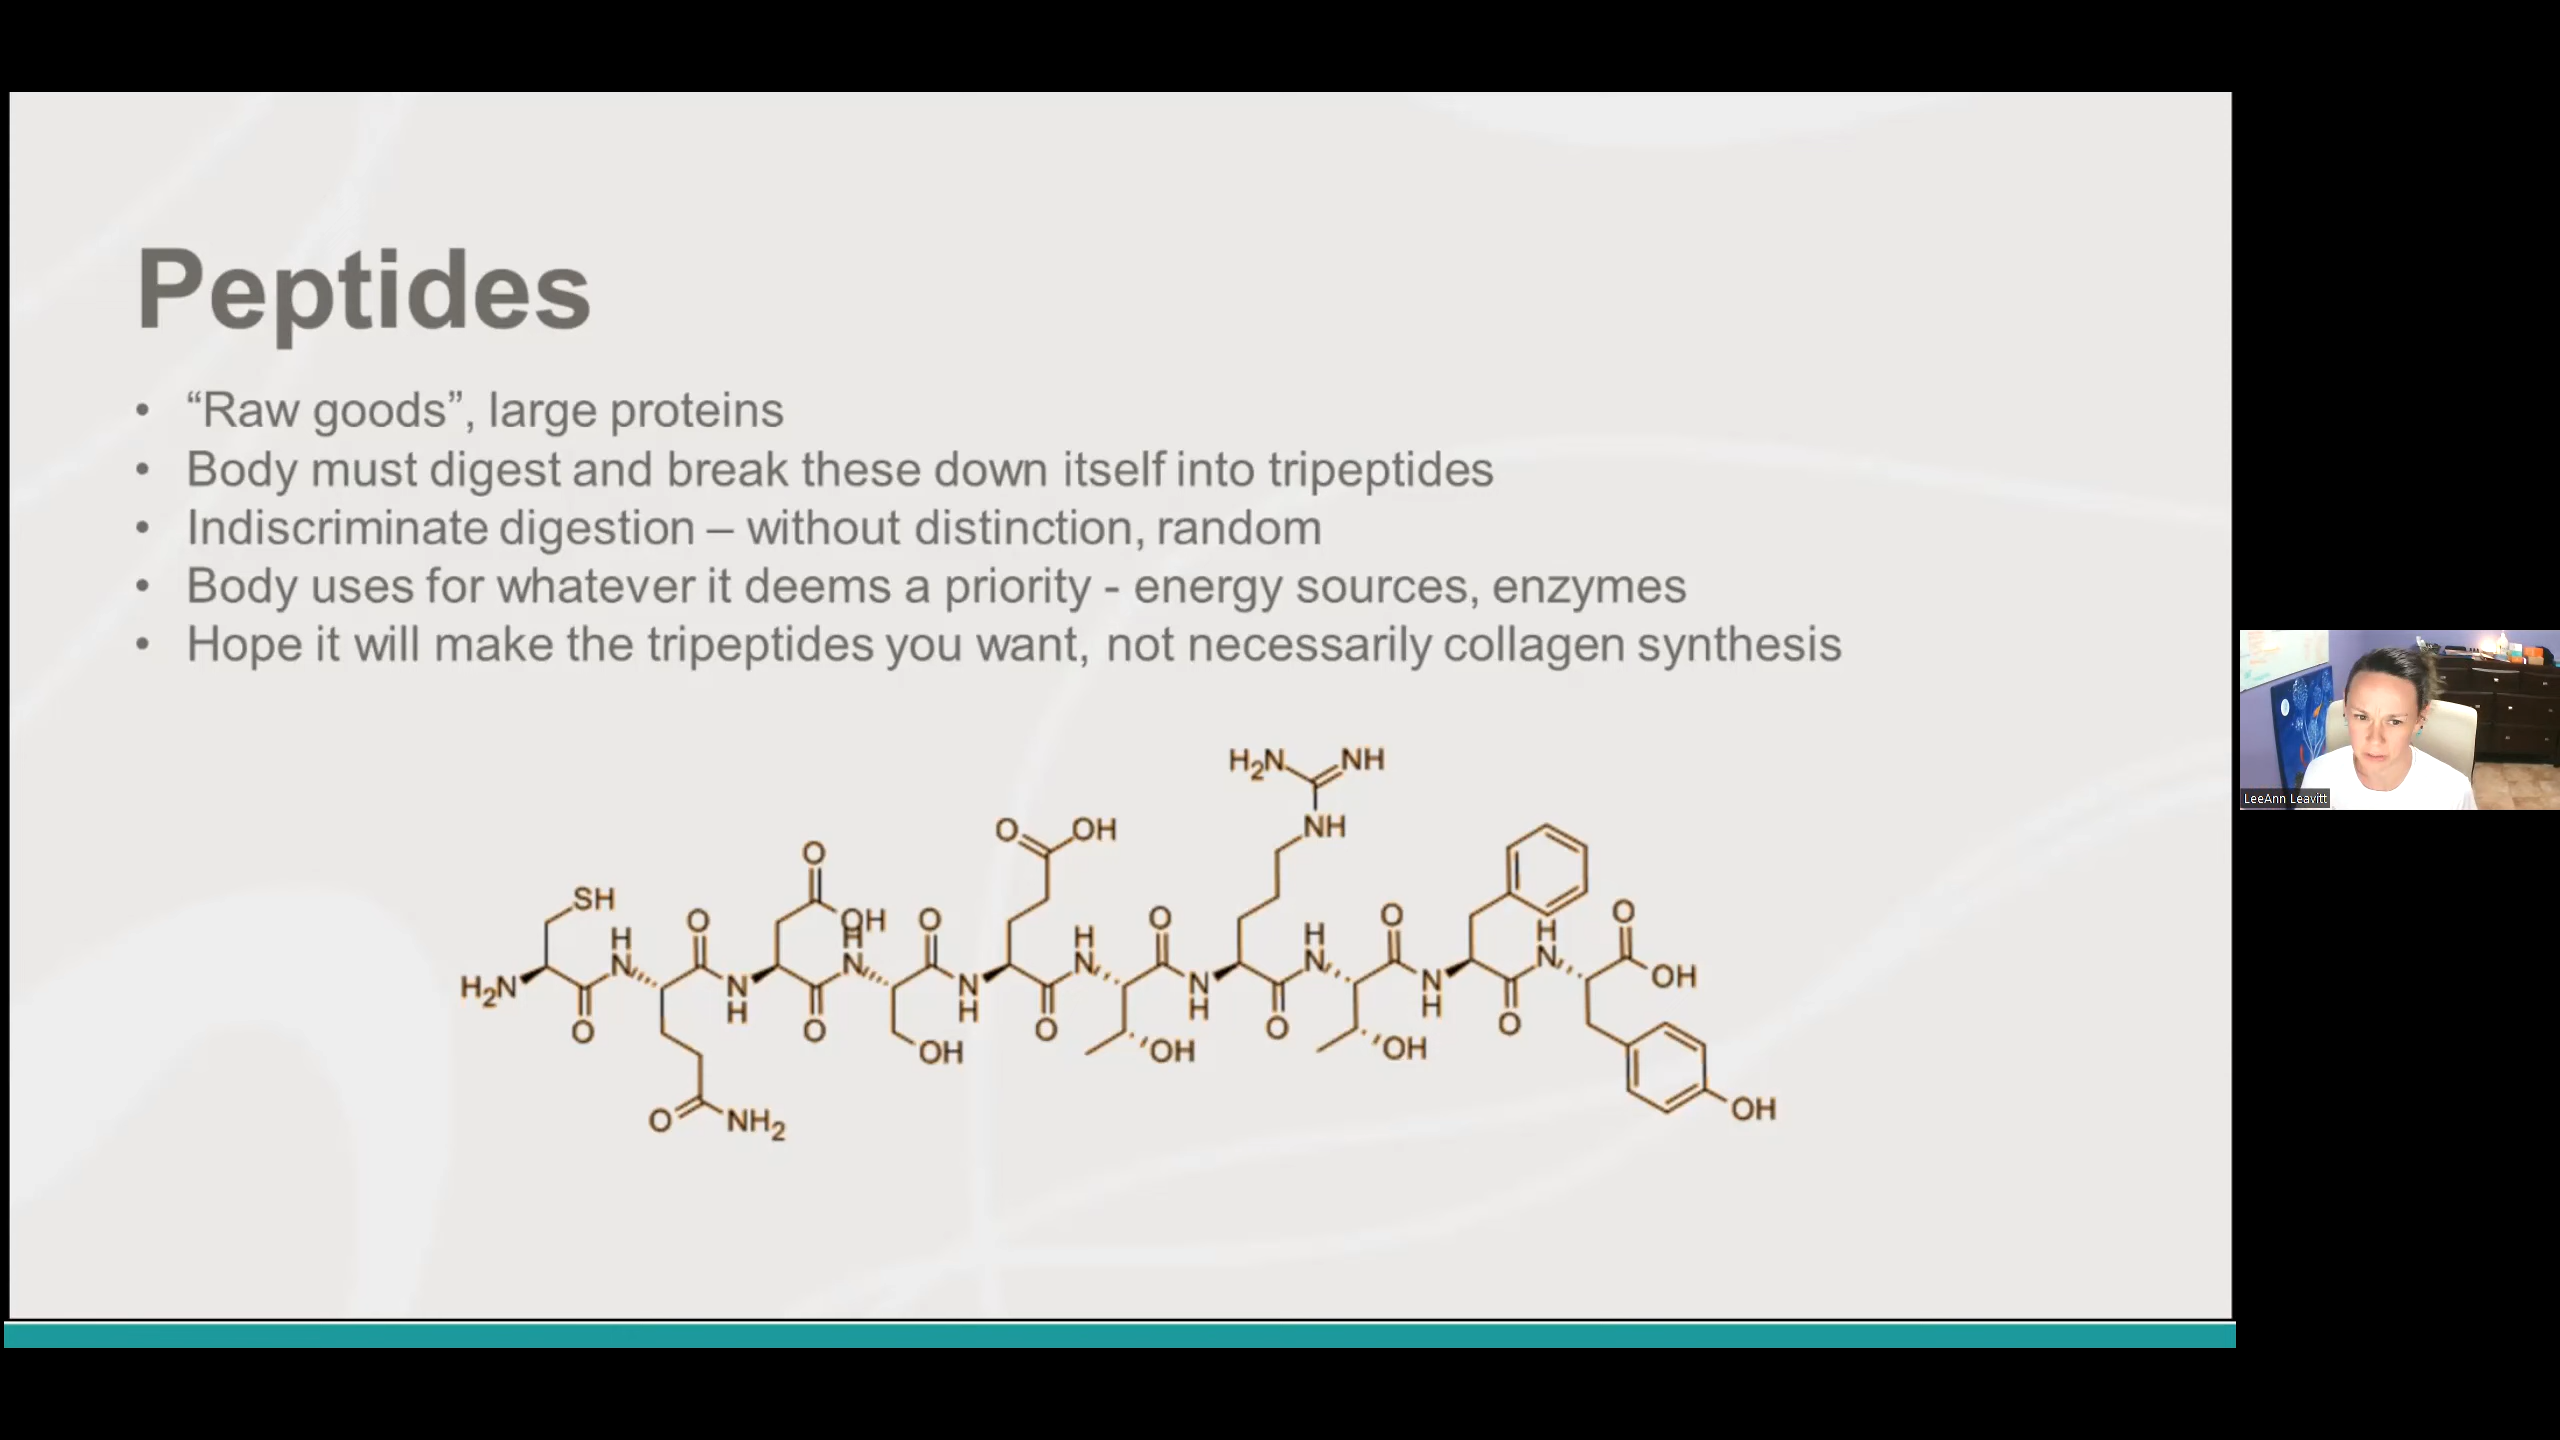 Peptides
• “Raw goods”, large proteins
• Body must digest and break these down itself into tripeptides
• Indiscriminate digestion – without distinction, random
• Body uses for whatever it deems a priority - energy sources, enzymes
• Hope it will make the tripeptides you want, not necessarily collagen synthesis
H₂N NH
NH
O OH
O
SH
O OH O O O O
H H H H H
N N N N N
H₂N N N N N OH
H H H H
O O O O O
OH OH OH
O NH₂ OH
LeeAnn Leavitt